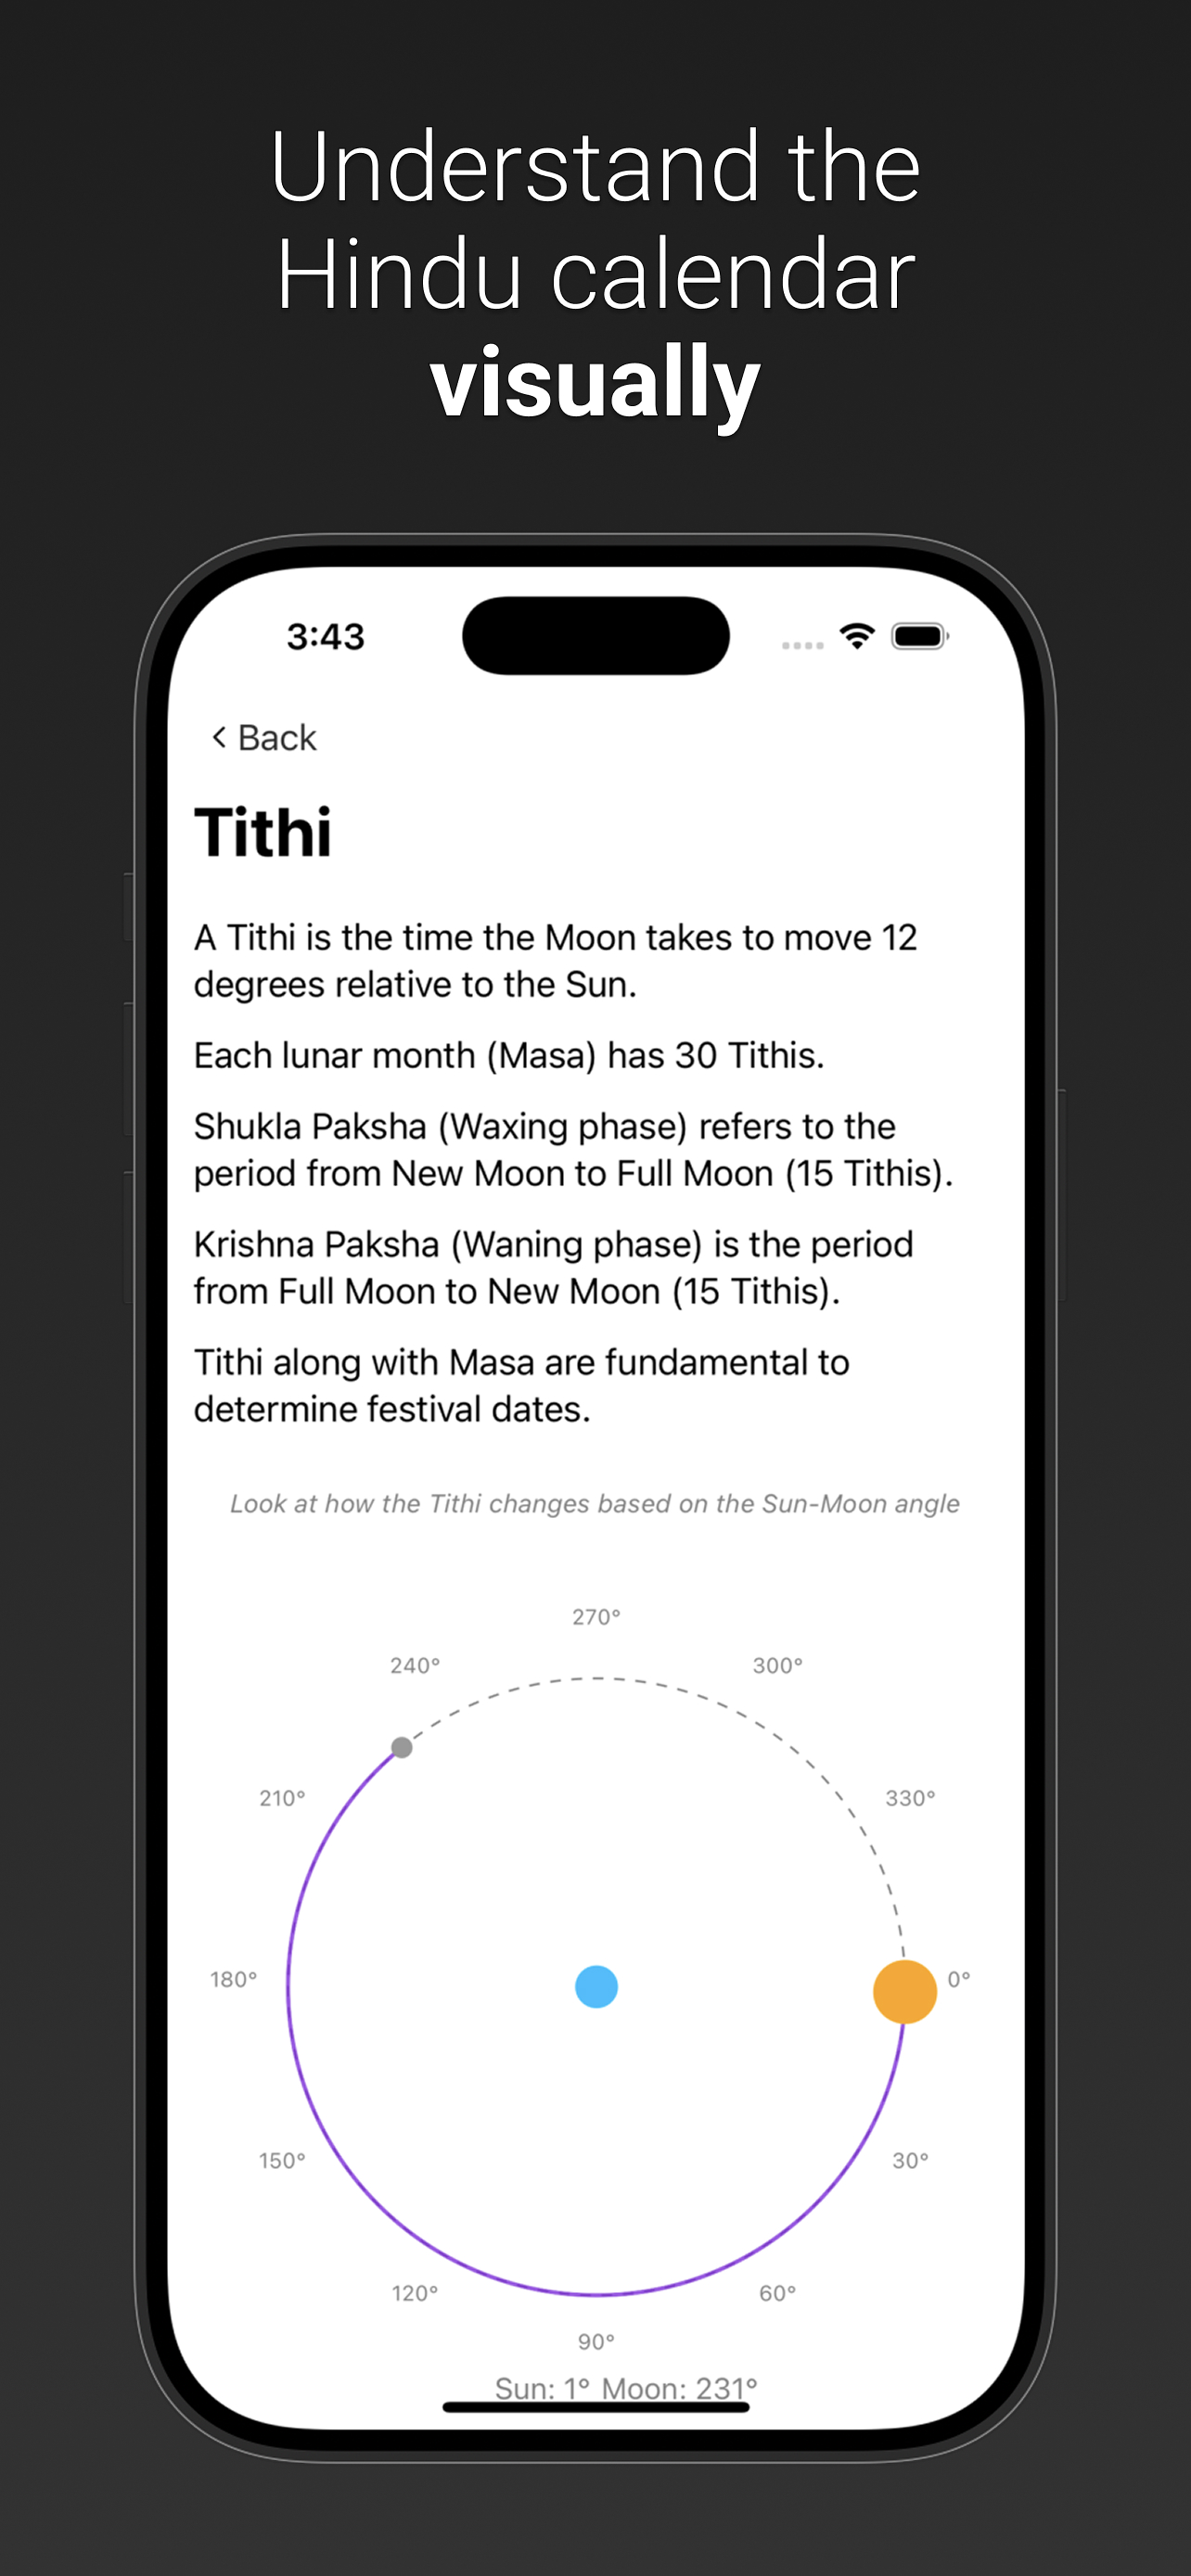 Understand the
Hindu calendar
visually
3:43
Back
Tithi
A Tithi is the time the Moon takes to move 12
degrees relative to the Sun.
Each lunar month (Masa) has 30 Tithis.
Shukla Paksha (Waxing phase) refers to the
period from New Moon to Full Moon (15 Tithis).
Krishna Paksha (Waning phase) is the period
from Full Moon to New Moon (15 Tithis).
Tithi along with Masa are fundamental to
determine festival dates.
Look at how the Tithi changes based on the Sun-Moon angle
270°
240° 300°
210° 330°
180° 0°
150° 30°
120° 60°
90°
Sun: 1° Moon: 231°